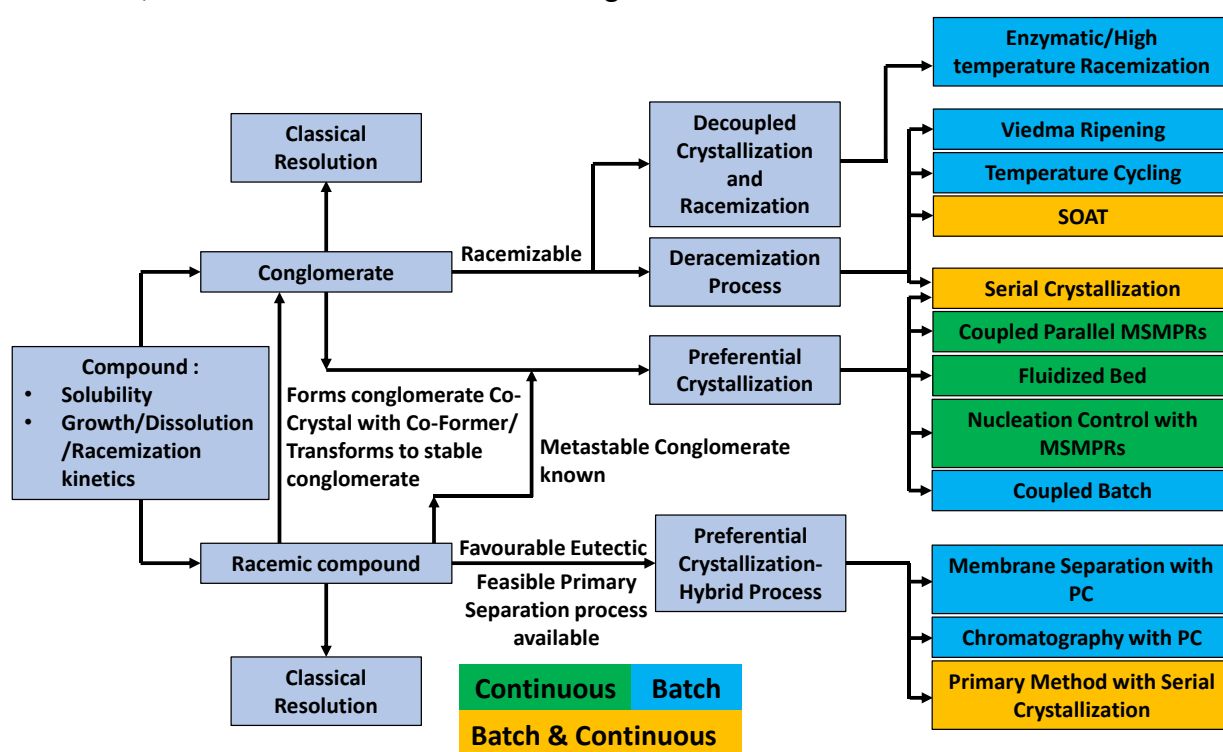 Enzymatic/High
temperature Racemization
Classical
Resolution
Decoupled
Crystallization
and
Racemization
Viedma Ripening
Temperature Cycling
SOAT
Racemizable
Conglomerate
Deracemization
Process
Serial Crystallization
Coupled Parallel MSMPRs
Compound :
• Solubility
• Growth/Dissolution
/Racemization
kinetics
Forms conglomerate Co-
Crystal with Co-Former/
Transforms to stable
conglomerate
Preferential
Crystallization
Fluidized Bed
Nucleation Control with
MSMPRs
Metastable Conglomerate
known
Coupled Batch
Racemic compound
Favourable Eutectic
Feasible Primary
Separation process
available
Preferential
Crystallization-
Hybrid Process
Membrane Separation with
PC
Chromatography with PC
Primary Method with Serial
Crystallization
Classical
Resolution
Continuous
Batch
Batch & Continuous